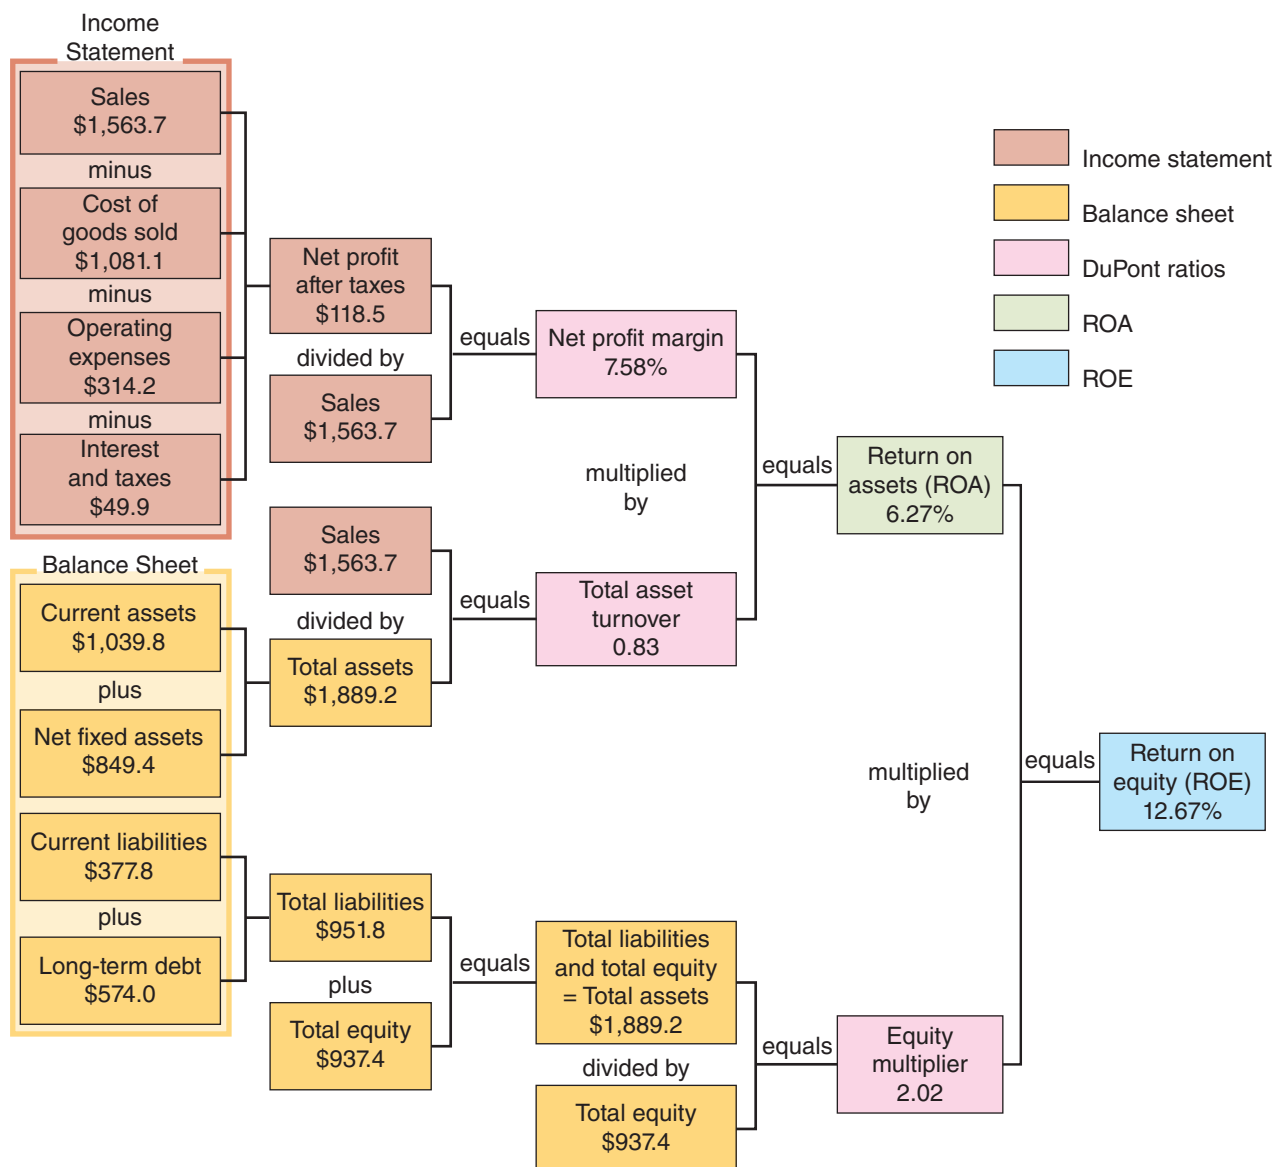 Income
Statement
Sales
$1,563.7
minus
Cost of
goods sold
$1,081.1
minus
Operating
expenses
$314.2
minus
Interest
and taxes
$49.9
Net profit
after taxes
$118.5
divided by
Sales
$1,563.7
equals
Net profit margin
7.58%
multiplied
by
Sales
$1,563.7
divided by
Total assets
$1,889.2
equals
Total asset
turnover
0.83
equals
Return on
assets (ROA)
6.27%
Income statement
Balance sheet
DuPont ratios
ROA
ROE
Balance Sheet
Current assets
$1,039.8
plus
Net fixed assets
$849.4
Current liabilities
$377.8
plus
Long-term debt
$574.0
Total liabilities
$951.8
plus
Total equity
$937.4
equals
Total liabilities
and total equity
= Total assets
$1,889.2
divided by
Total equity
$937.4
equals
Equity
multiplier
2.02
multiplied
by
equals
Return on
equity (ROE)
12.67%